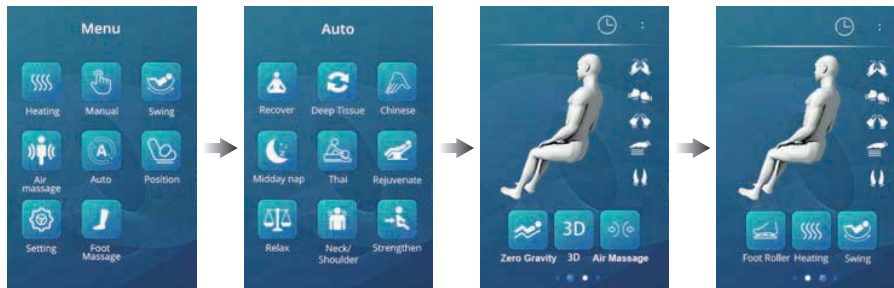 Menu
Heating Manual Swing
Air massage Auto Position
Setting Foot Massage
Auto
Recover Deep Tissue Chinese
Midday nap Thai Rejuvenate
Relax Neck/ Shoulder Strengthen
3D
Zero Gravity 3D Air Massage
Foot Roller Heating Swing